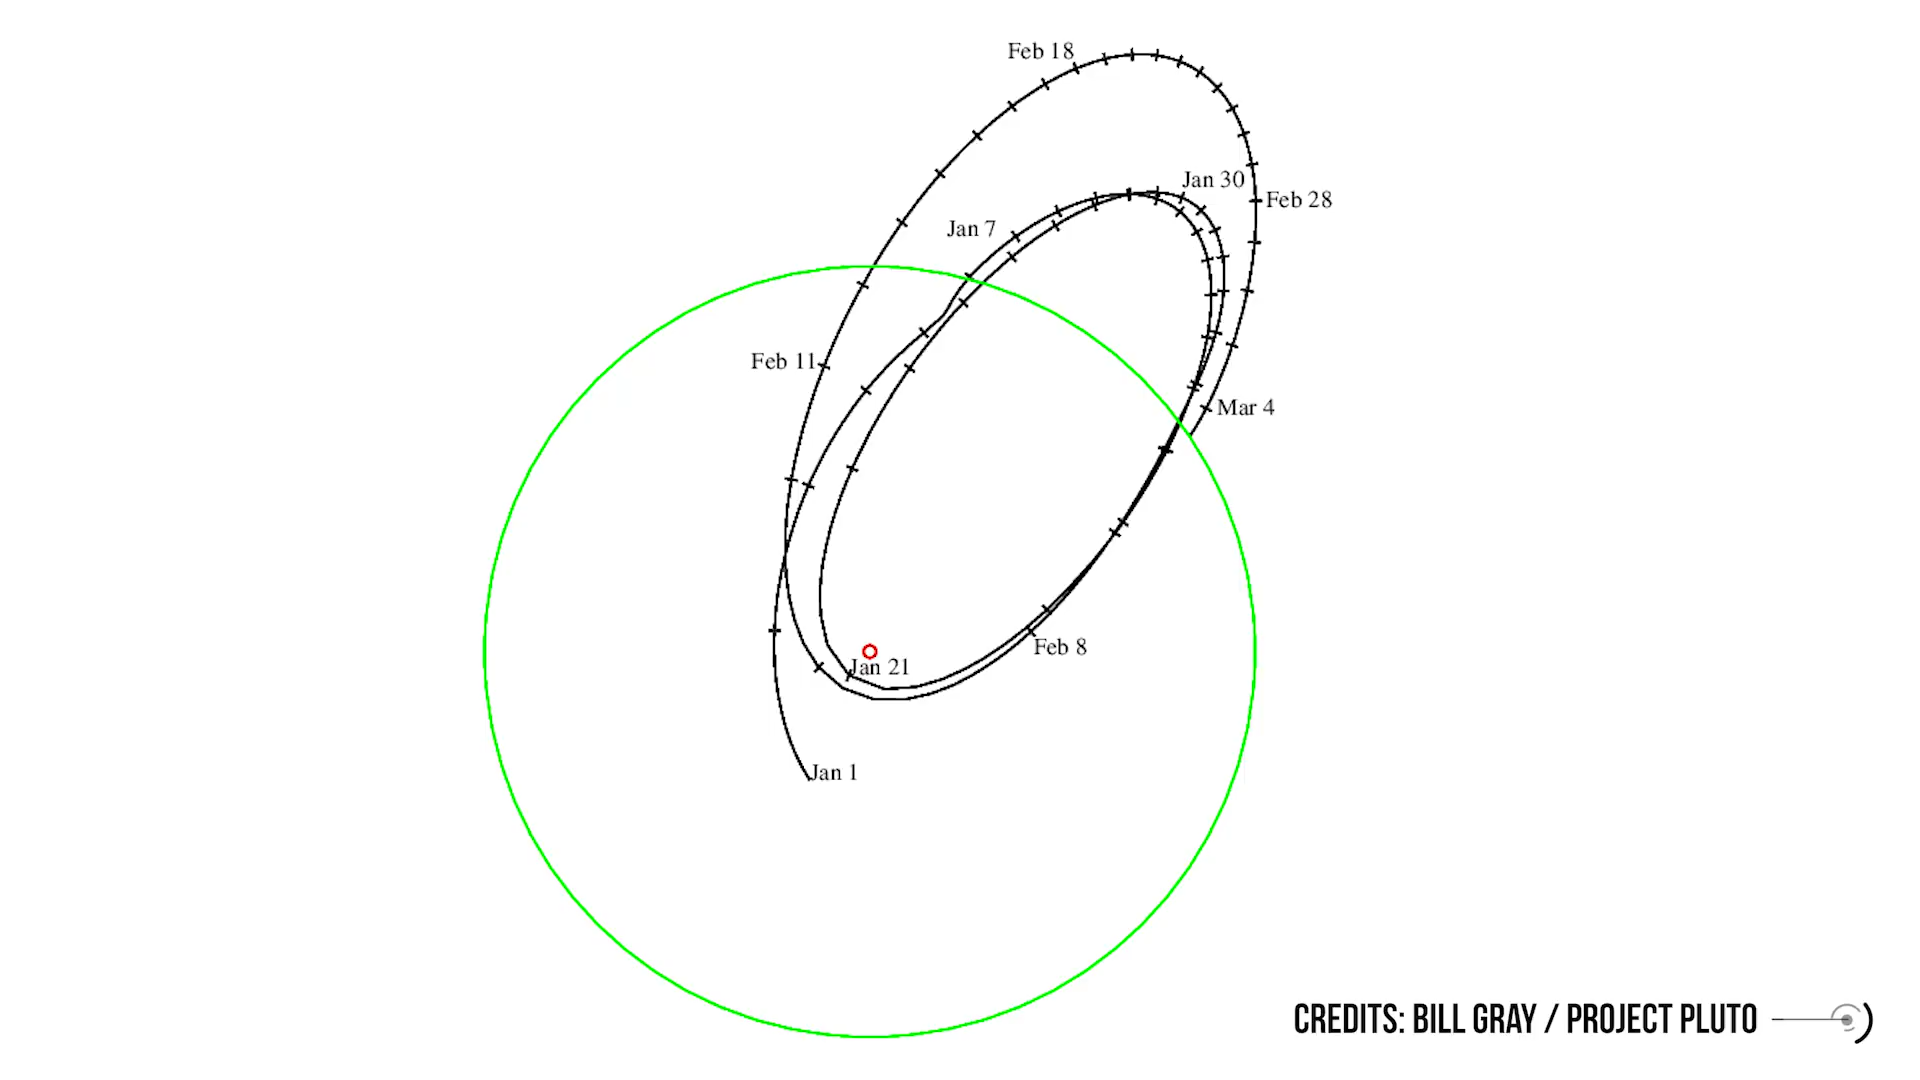 Feb 18
Jan 30
Feb 28
Jan 7
Feb 11
Mar 4
Feb 8
Jan 21
Jan 1
CREDITS: BILL GRAY / PROJECT PLUTO